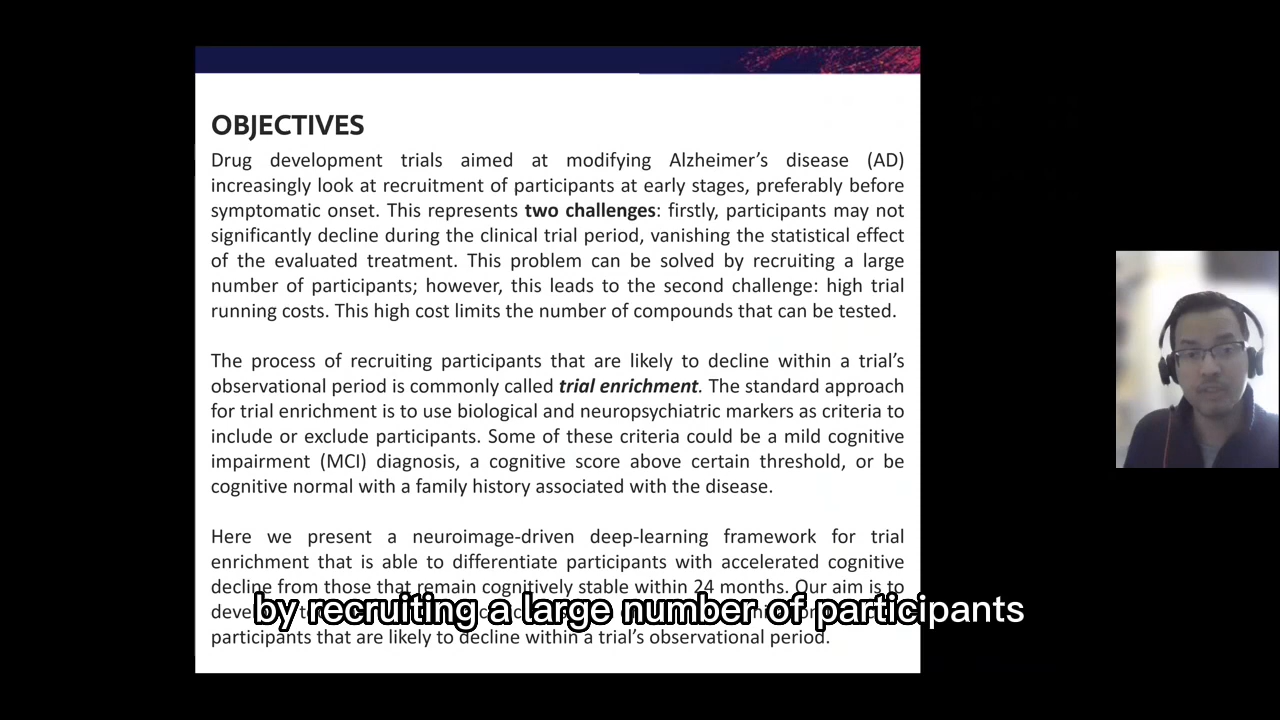 OBJECTIVES
Drug development trials aimed at modifying Alzheimer’s disease (AD)
increasingly look at recruitment of participants at early stages, preferably before
symptomatic onset. This represents two challenges: firstly, participants may not
significantly decline during the clinical trial period, vanishing the statistical effect
of the evaluated treatment. This problem can be solved by recruiting a large
number of participants; however, this leads to the second challenge: high trial
running costs. This high cost limits the number of compounds that can be tested.
The process of recruiting participants that are likely to decline within a trial’s
observational period is commonly called trial enrichment. The standard approach
for trial enrichment is to use biological and neuropsychiatric markers as criteria to
include or exclude participants. Some of these criteria could be a mild cognitive
impairment (MCI) diagnosis, a cognitive score above certain threshold, or be
cognitive normal with a family history associated with the disease.
Here we present a neuroimage-driven deep-learning framework for trial
enrichment that is able to differentiate participants with accelerated cognitive
decline from those that remain cognitively stable within 24 months. Our aim is to
by recruiting a large number of participants
participants that are likely to decline within a trial’s observational period.